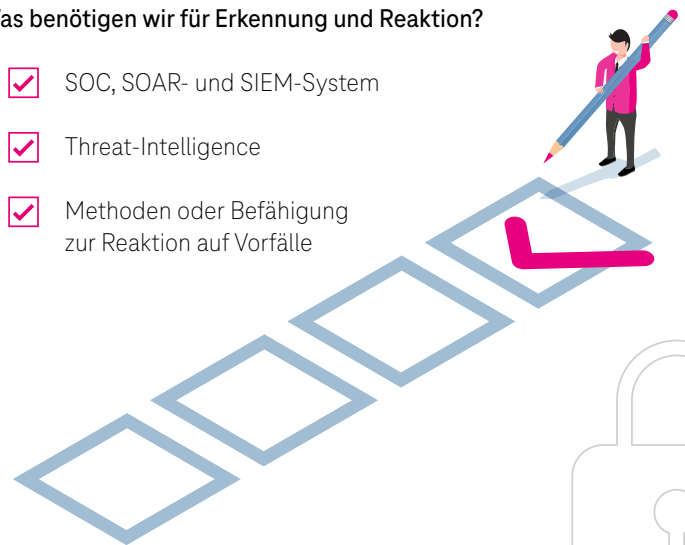 Was benötigen wir für Erkennung und Reaktion?
SOC, SOAR- und SIEM-System
Threat-Intelligence
Methoden oder Befähigung
zur Reaktion auf Vorfälle